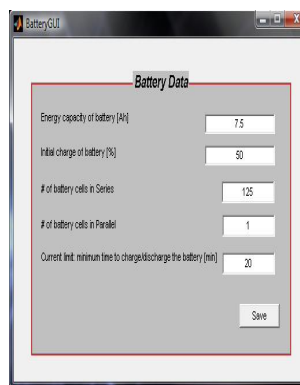 BatteryGUI
Battery Data
Energy capacity of battery [Ah]
7.5
Initial charge of battery [%]
50
# of battery cells in Series
125
# of battery cells in Parallel
1
Current limit: minimum time to charge/discharge the battery [min]
20
Save